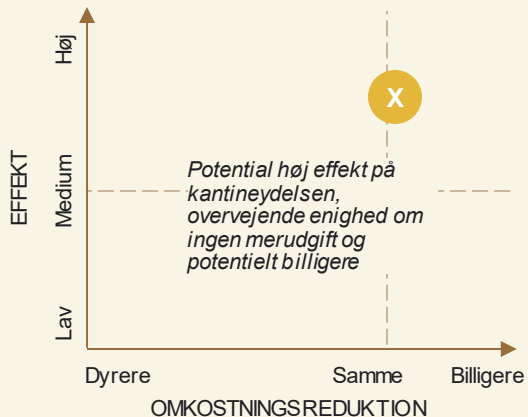 Høj
X
EFFEKT
Medium
Potential høj effekt på
kantineydelsen,
overvejende enighed om
ingen merudgift og
potentielt billigere
Lav
Dyrere
Samme
Billigere
OMKOSTNINGSREDUKTION